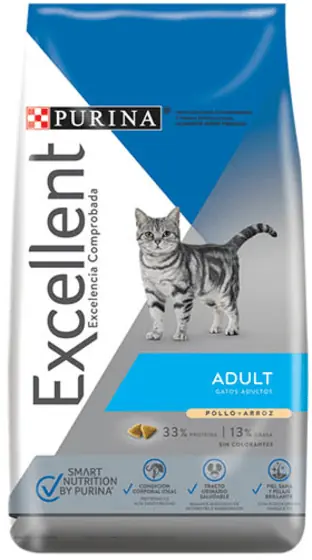 PURINA
Excellent
Excelencia Comprobada
ADULT
GATOS ADULTOS
POLLO Y ARROZ
33% PROTEINA 13% GRASA
SIN COLORANTES
SMART
NUTRITION
BY PURINA
CONDICIÓN
CORPORAL IDEAL
TRACTO
URINARIO
SALUDABLE
PIEL SANA
Y PELAJE
BRILLANTE